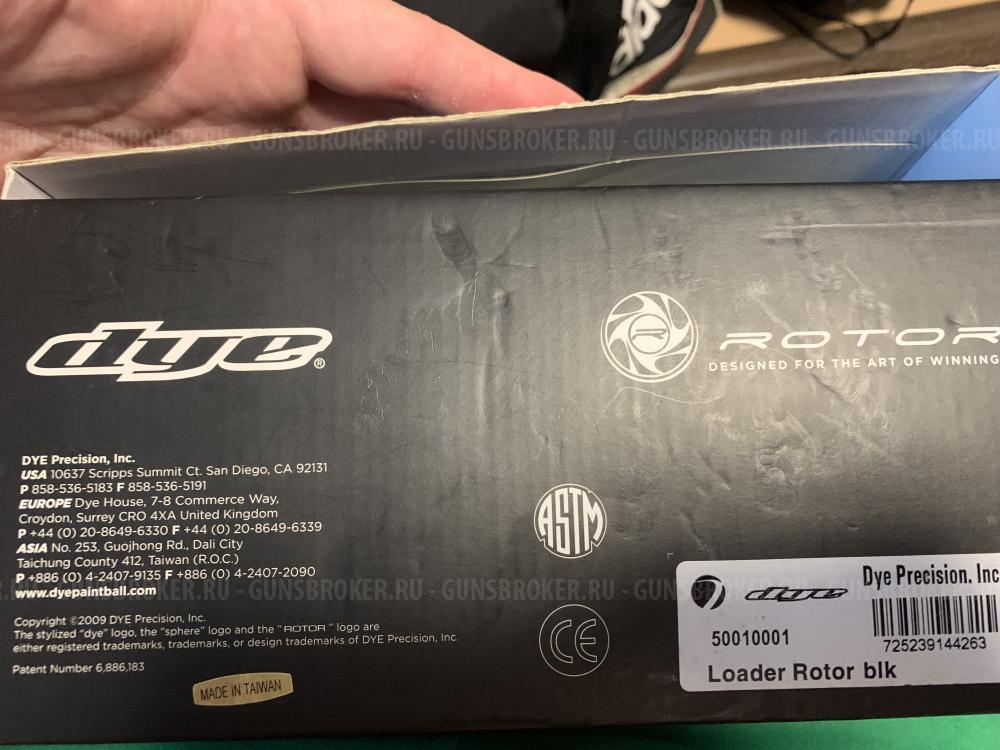 RU - GUNSBROKER.RU - GUNSBROKER.RU - GUNSBROKER.RU - GUNSBROKER.RU - GUNSBROKER.RU
dye®
R
ROTOR
DESIGNED FOR THE ART OF WINNING
DYE Precision, Inc.
USA 10637 Scripps Summit Ct. San Diego, CA 92131
P 858-536-5183 F 858-536-5191
EUROPE Dye House, 7-8 Commerce Way,
Croydon, Surrey CRO 4XA United Kingdom
P +44 (0) 20-8649-6330 F +44 (0) 20-8649-6339
ASIA No. 253, Guojhong Rd., Dali City
Taichung County 412, Taiwan (R.O.C.)
P +886 (0) 4-2407-9135 F +886 (0) 4-2407-2090
www.dyepaintball.com
ASTM
Copyright ©2009 DYE Precision, Inc.
The stylized "dye" logo, the "sphere" logo and the "ROTOR" logo are
either registered trademarks, trademarks, or design trademarks of DYE Precision, Inc.
Patent Number 6,886,183
MADE IN TAIWAN
CE
dye
Dye Precision. Inc
50010001
725239144263
Loader Rotor blk
R.RU - GUNSBROKER.RU - GUNSBROKER.RU - GUNSBROKER.RU - GUNSBROKER.RU - GUNSBROKER.RU